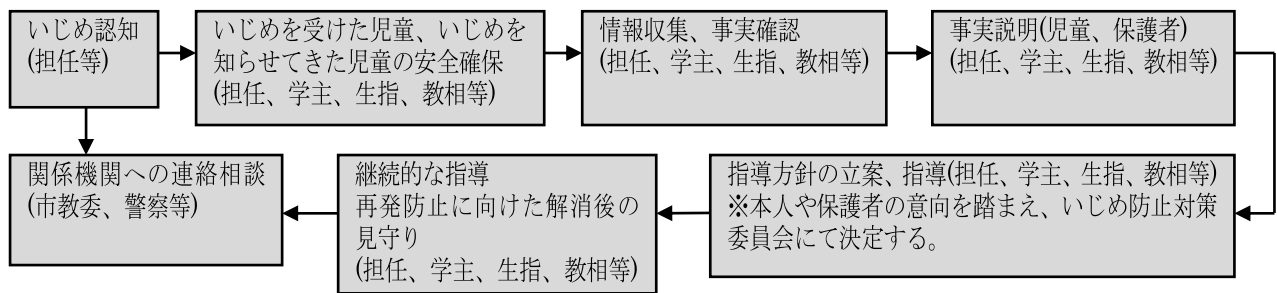 いじめ認知
(担任等)
いじめを受けた児童、いじめを
知らせてきた児童の安全確保
(担任、学主、生指、教相等)
情報収集、事実確認
(担任、学主、生指、教相等)
事実説明(児童、保護者)
(担任、学主、生指、教相等)
関係機関への連絡相談
(市教委、警察等)
継続的な指導
再発防止に向けた解消後の
見守り
(担任、学主、生指、教相等)
指導方針の立案、指導(担任、学主、生指、教相等)
※本人や保護者の意向を踏まえ、いじめ防止対策
委員会にて決定する。